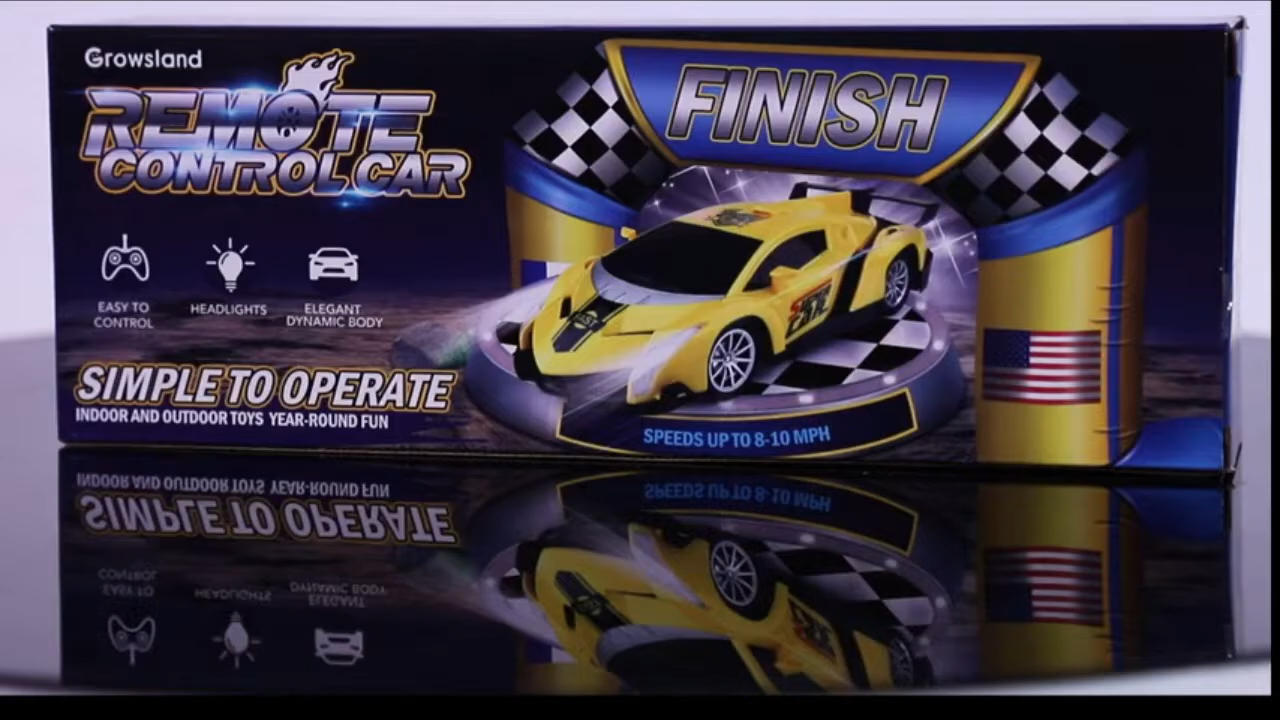 Growsland
REMOTE
CONTROL CAR
FINISH
EASY TO
CONTROL
HEADLIGHTS
ELEGANT
DYNAMIC BODY
SIMPLE TO OPERATE
INDOOR AND OUTDOOR TOYS YEAR-ROUND FUN
SPEEDS UP TO 8-10 MPH